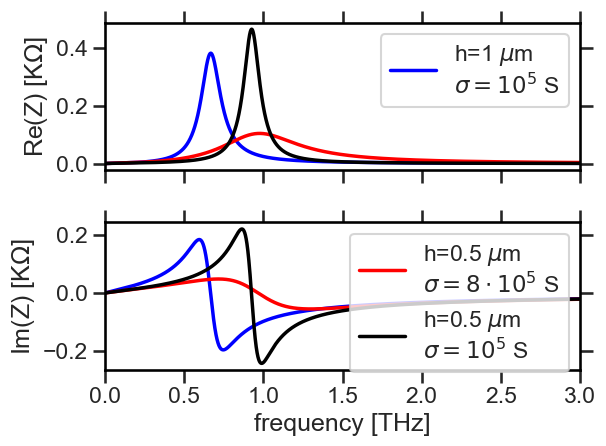 Re(Z) [KΩ]
0.4
0.2
0.0
h=1 μm
σ = 10⁵ S
Im(Z) [KΩ]
0.2
0.0
−0.2
h=0.5 μm
σ = 8 · 10⁵ S
h=0.5 μm
σ = 10⁵ S
0.0 0.5 1.0 1.5 2.0 2.5 3.0
frequency [THz]